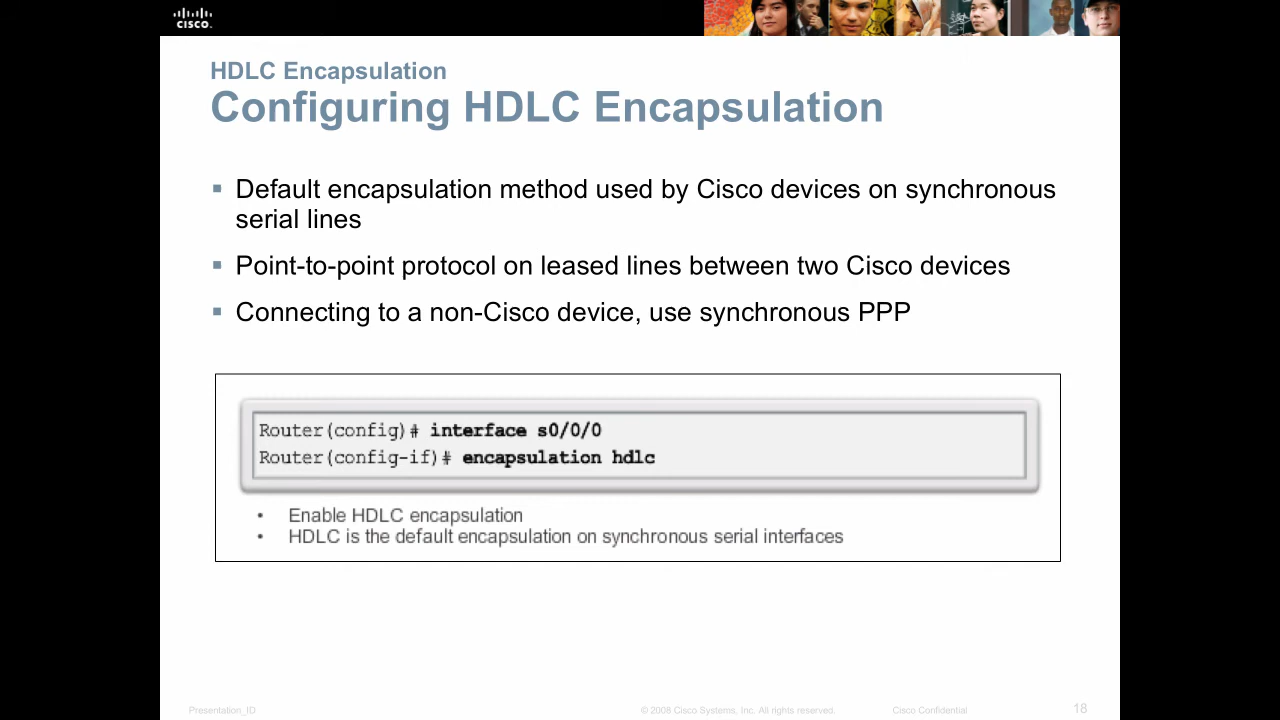 CISCO.
HDLC Encapsulation
Configuring HDLC Encapsulation
▪ Default encapsulation method used by Cisco devices on synchronous
serial lines
▪ Point-to-point protocol on leased lines between two Cisco devices
▪ Connecting to a non-Cisco device, use synchronous PPP
Router(config)# interface s0/0/0
Router(config-if)# encapsulation hdlc
• Enable HDLC encapsulation
• HDLC is the default encapsulation on synchronous serial interfaces
Presentation_ID © 2008 Cisco Systems, Inc. All rights reserved. Cisco Confidential 18